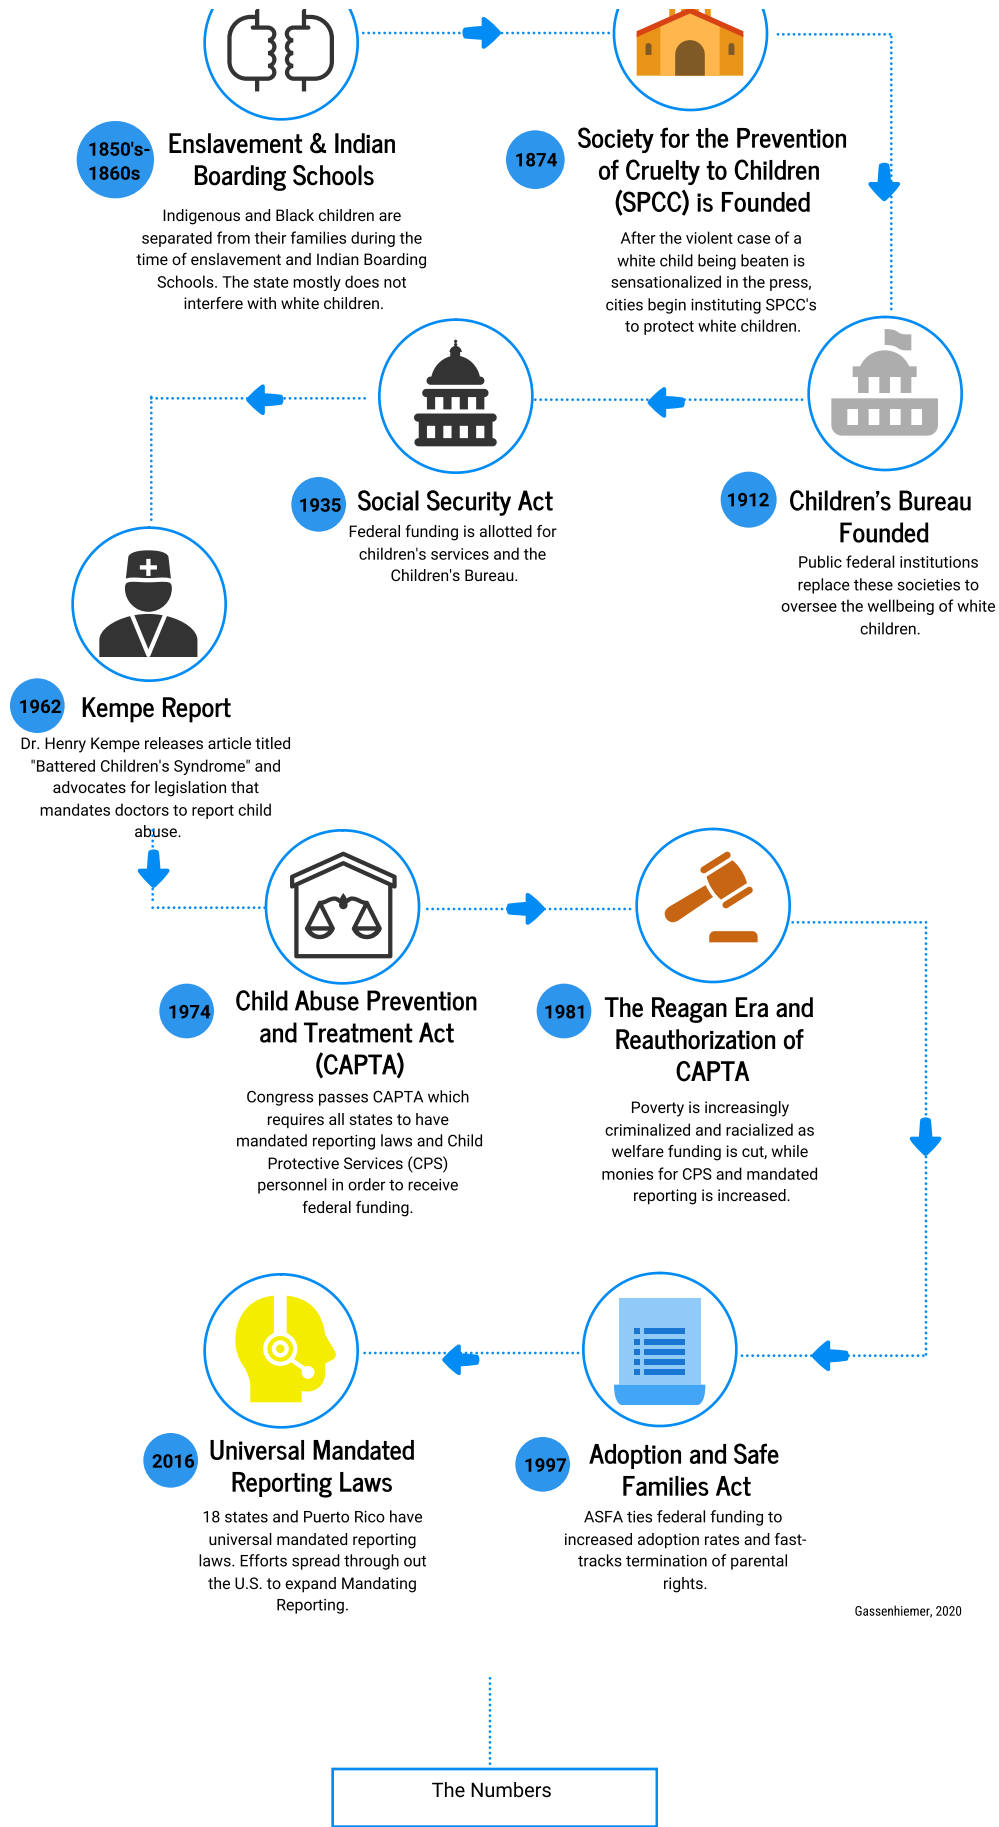 1850's-
1860s
Enslavement & Indian
Boarding Schools
Indigenous and Black children are
separated from their families during the
time of enslavement and Indian Boarding
Schools. The state mostly does not
interfere with white children.
1874
Society for the Prevention
of Cruelty to Children
(SPCC) is Founded
After the violent case of a
white child being beaten is
sensationalized in the press,
cities begin instituting SPCC's
to protect white children.
1912
Children's Bureau
Founded
Public federal institutions
replace these societies to
oversee the wellbeing of white
children.
1935
Social Security Act
Federal funding is allotted for
children's services and the
Children's Bureau.
1962
Kempe Report
Dr. Henry Kempe releases article titled
"Battered Children's Syndrome" and
advocates for legislation that
mandates doctors to report child
abuse.
1974
Child Abuse Prevention
and Treatment Act
(CAPTA)
Congress passes CAPTA which
requires all states to have
mandated reporting laws and Child
Protective Services (CPS)
personnel in order to receive
federal funding.
1981
The Reagan Era and
Reauthorization of
CAPTA
Poverty is increasingly
criminalized and racialized as
welfare funding is cut, while
monies for CPS and mandated
reporting is increased.
1997
Adoption and Safe
Families Act
ASFA ties federal funding to
increased adoption rates and fast-
tracks termination of parental
rights.
2016
Universal Mandated
Reporting Laws
18 states and Puerto Rico have
universal mandated reporting
laws. Efforts spread through out
the U.S. to expand Mandating
Reporting.
Gassenhiemer, 2020
The Numbers